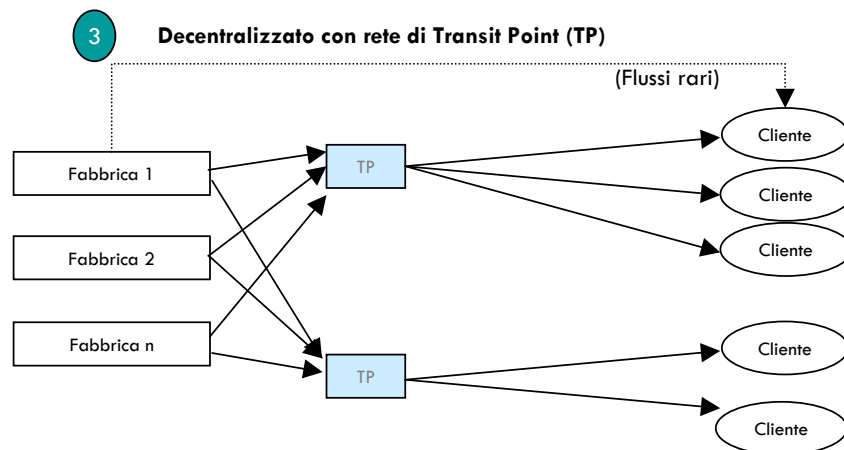 3
Decentralizzato con rete di Transit Point (TP)
(Flussi rari)
Cliente
Fabbrica 1
TP
Cliente
Fabbrica 2
Cliente
Fabbrica n
Cliente
TP
Cliente